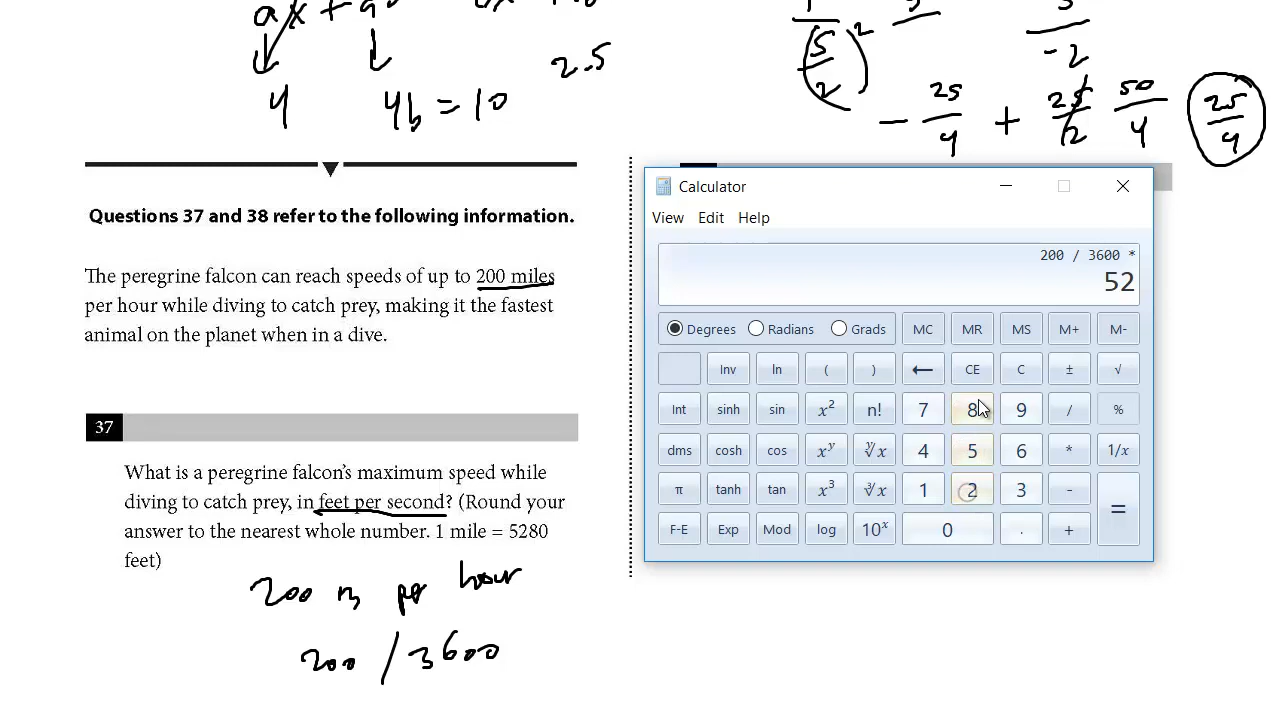 ax + a
2.5
4 4b = 10
5/2 2
-2
- 25/4 + 25/2 50/4 25/4
Questions 37 and 38 refer to the following information.
The peregrine falcon can reach speeds of up to 200 miles
per hour while diving to catch prey, making it the fastest
animal on the planet when in a dive.
37
What is a peregrine falcon's maximum speed while
diving to catch prey, in feet per second? (Round your
answer to the nearest whole number. 1 mile = 5280
feet)
200 m per hour
200 / 3600
Calculator
View Edit Help
200 / 3600 *
52
Degrees Radians Grads MC MR MS M+ M-
Inv ln ( ) ← CE C ± √
Int sinh sin x² n! 7 8 9 / %
dms cosh cos xʸ ʸ√x 4 5 6 * 1/x
π tanh tan x³ ³√x 1 2 3 - =
F-E Exp Mod log 10ˣ 0 . +